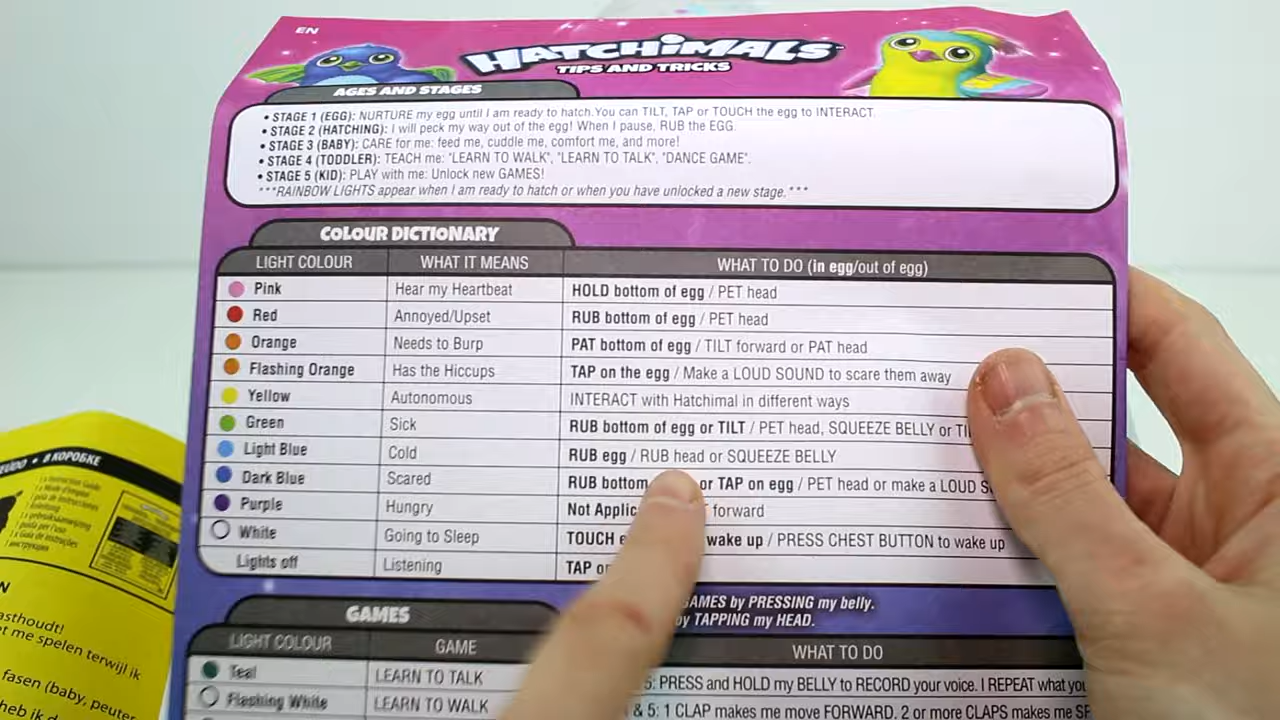 EN
HATCHiMALS
TIPS AND TRICKS
AGES AND STAGES
• STAGE 1 (EGG): NURTURE my egg until I am ready to hatch. You can TILT, TAP or TOUCH the egg to INTERACT.
• STAGE 2 (HATCHING): I will peck my way out of the egg! When I pause, RUB the EGG.
• STAGE 3 (BABY): CARE for me: feed me, cuddle me, comfort me, and more!
• STAGE 4 (TODDLER): TEACH me: "LEARN TO WALK", "LEARN TO TALK", "DANCE GAME".
• STAGE 5 (KID): PLAY with me: Unlock new GAMES!
***RAINBOW LIGHTS appear when I am ready to hatch or when you have unlocked a new stage.***
COLOUR DICTIONARY
LIGHT COLOUR WHAT IT MEANS WHAT TO DO (in egg/out of egg)
Pink Hear my Heartbeat HOLD bottom of egg / PET head
Red Annoyed/Upset RUB bottom of egg / PET head
Orange Needs to Burp PAT bottom of egg / TILT forward or PAT head
Flashing Orange Has the Hiccups TAP on the egg / Make a LOUD SOUND to scare them away
Yellow Autonomous INTERACT with Hatchimal in different ways
Green Sick RUB bottom of egg or TILT / PET head, SQUEEZE BELLY or
Light Blue Cold RUB egg / RUB head or SQUEEZE BELLY
Dark Blue Scared RUB bottom or TAP on egg / PET head or make a LOUD
Purple Hungry Not forward
White Going to Sleep TOUCH wake up / PRESS CHEST BUTTON to wake up
Lights off Listening TAP
GAMES by PRESSING my belly.
by TAPPING my HEAD.
GAMES
LIGHT COLOUR GAME WHAT TO DO
Teal LEARN TO TALK 5: PRESS and HOLD my BELLY to RECORD your voice. I REPEAT what
Flashing White LEARN TO WALK & 5: 1 CLAP makes me move FORWARD. 2 or more CLAPS makes me
• 8 КОРОБКЕ
asthoudt!
et me spelen terwijl ik
fasen (baby, peuter
heb ik